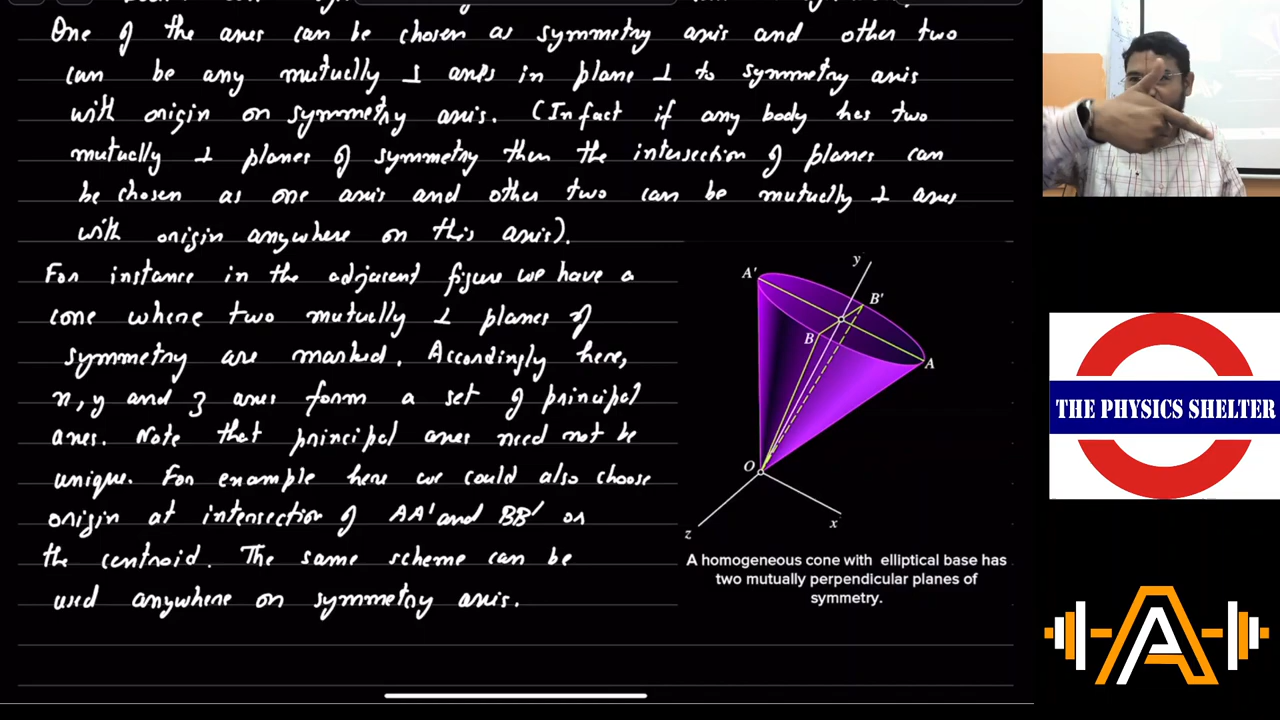 One of the axes can be chosen as symmetry axis and other two
can be any mutually ⊥ axes in plane ⊥ to symmetry axis
with origin on symmetry axis. (Infact if any body has two
mutually ⊥ planes of symmetry then the intersection of planes can
be chosen as one axis and other two can be mutually ⊥ axes
with origin anywhere on this axis).
For instance in the adjacent figure we have a
cone where two mutually ⊥ planes of
symmetry are marked. Accordingly here,
x, y and z axes form a set of principal
axes. Note that principal axes need not be
unique. For example here we could also choose
origin at intersection of AA' and BB' or
the centroid. The same scheme can be
used anywhere on symmetry axis.
y
A'
B'
B
A
O
x
z
A homogeneous cone with elliptical base has
two mutually perpendicular planes of
symmetry.
THE PHYSICS SHELTER
A